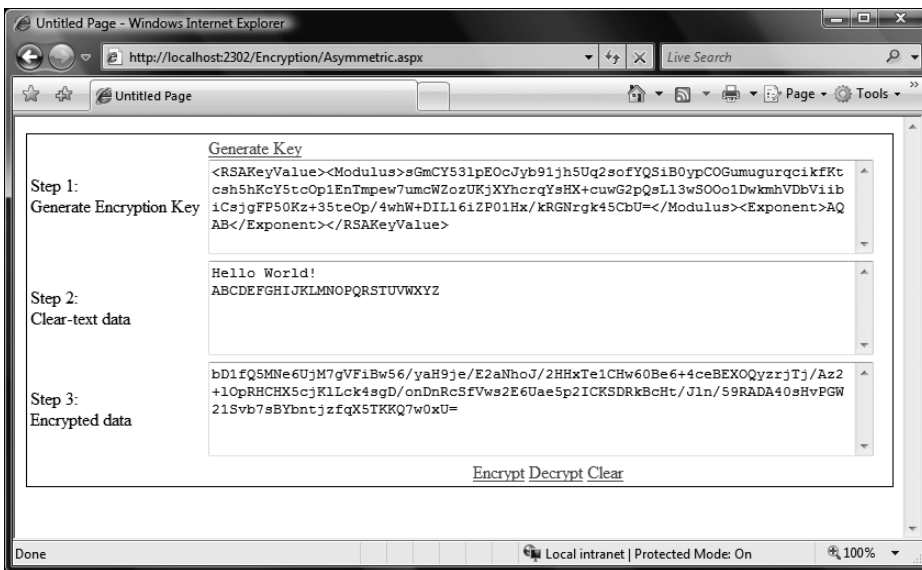 Untitled Page - Windows Internet Explorer
http://localhost:2302/Encryption/Asymmetric.aspx
Live Search
Untitled Page
Page
Tools
Generate Key
Step 1:
Generate Encryption Key
<RSAKeyValue><Modulus>sGmCY53lpEOcJyb91jh5Uq2sofYQSiB0ypCOGumugurqcikfKt
csh5hKcY5tcOp1EnTmpew7umcWZozUKjXYhcrqYsHX+cuwG2pQsLl3wSOOo1DwkmhVDbViib
iCsjgFP50Kz+35teOp/4whW+DILl6iZP01Hx/kRGNrgk45CbU=</Modulus><Exponent>AQ
AB</Exponent></RSAKeyValue>
Step 2:
Clear-text data
Hello World!
ABCDEFGHIJKLMNOPQRSTUVWXYZ
Step 3:
Encrypted data
bD1fQ5MNe6UjM7gVFiBw56/yaH9je/E2aNhoJ/2HHxTe1CHw60Be6+4ceBEXOQyzrjTj/Az2
+lOpRHCHX5cjKlLck4sgD/onDnRcSfVws2E6Uae5p2ICKSDRkBcHt/Jln/59RADA40sHvPGW
21Svb7sBYbntjzfqX5TKKQ7w0xU=
Encrypt Decrypt Clear
Done
Local intranet | Protected Mode: On
100%